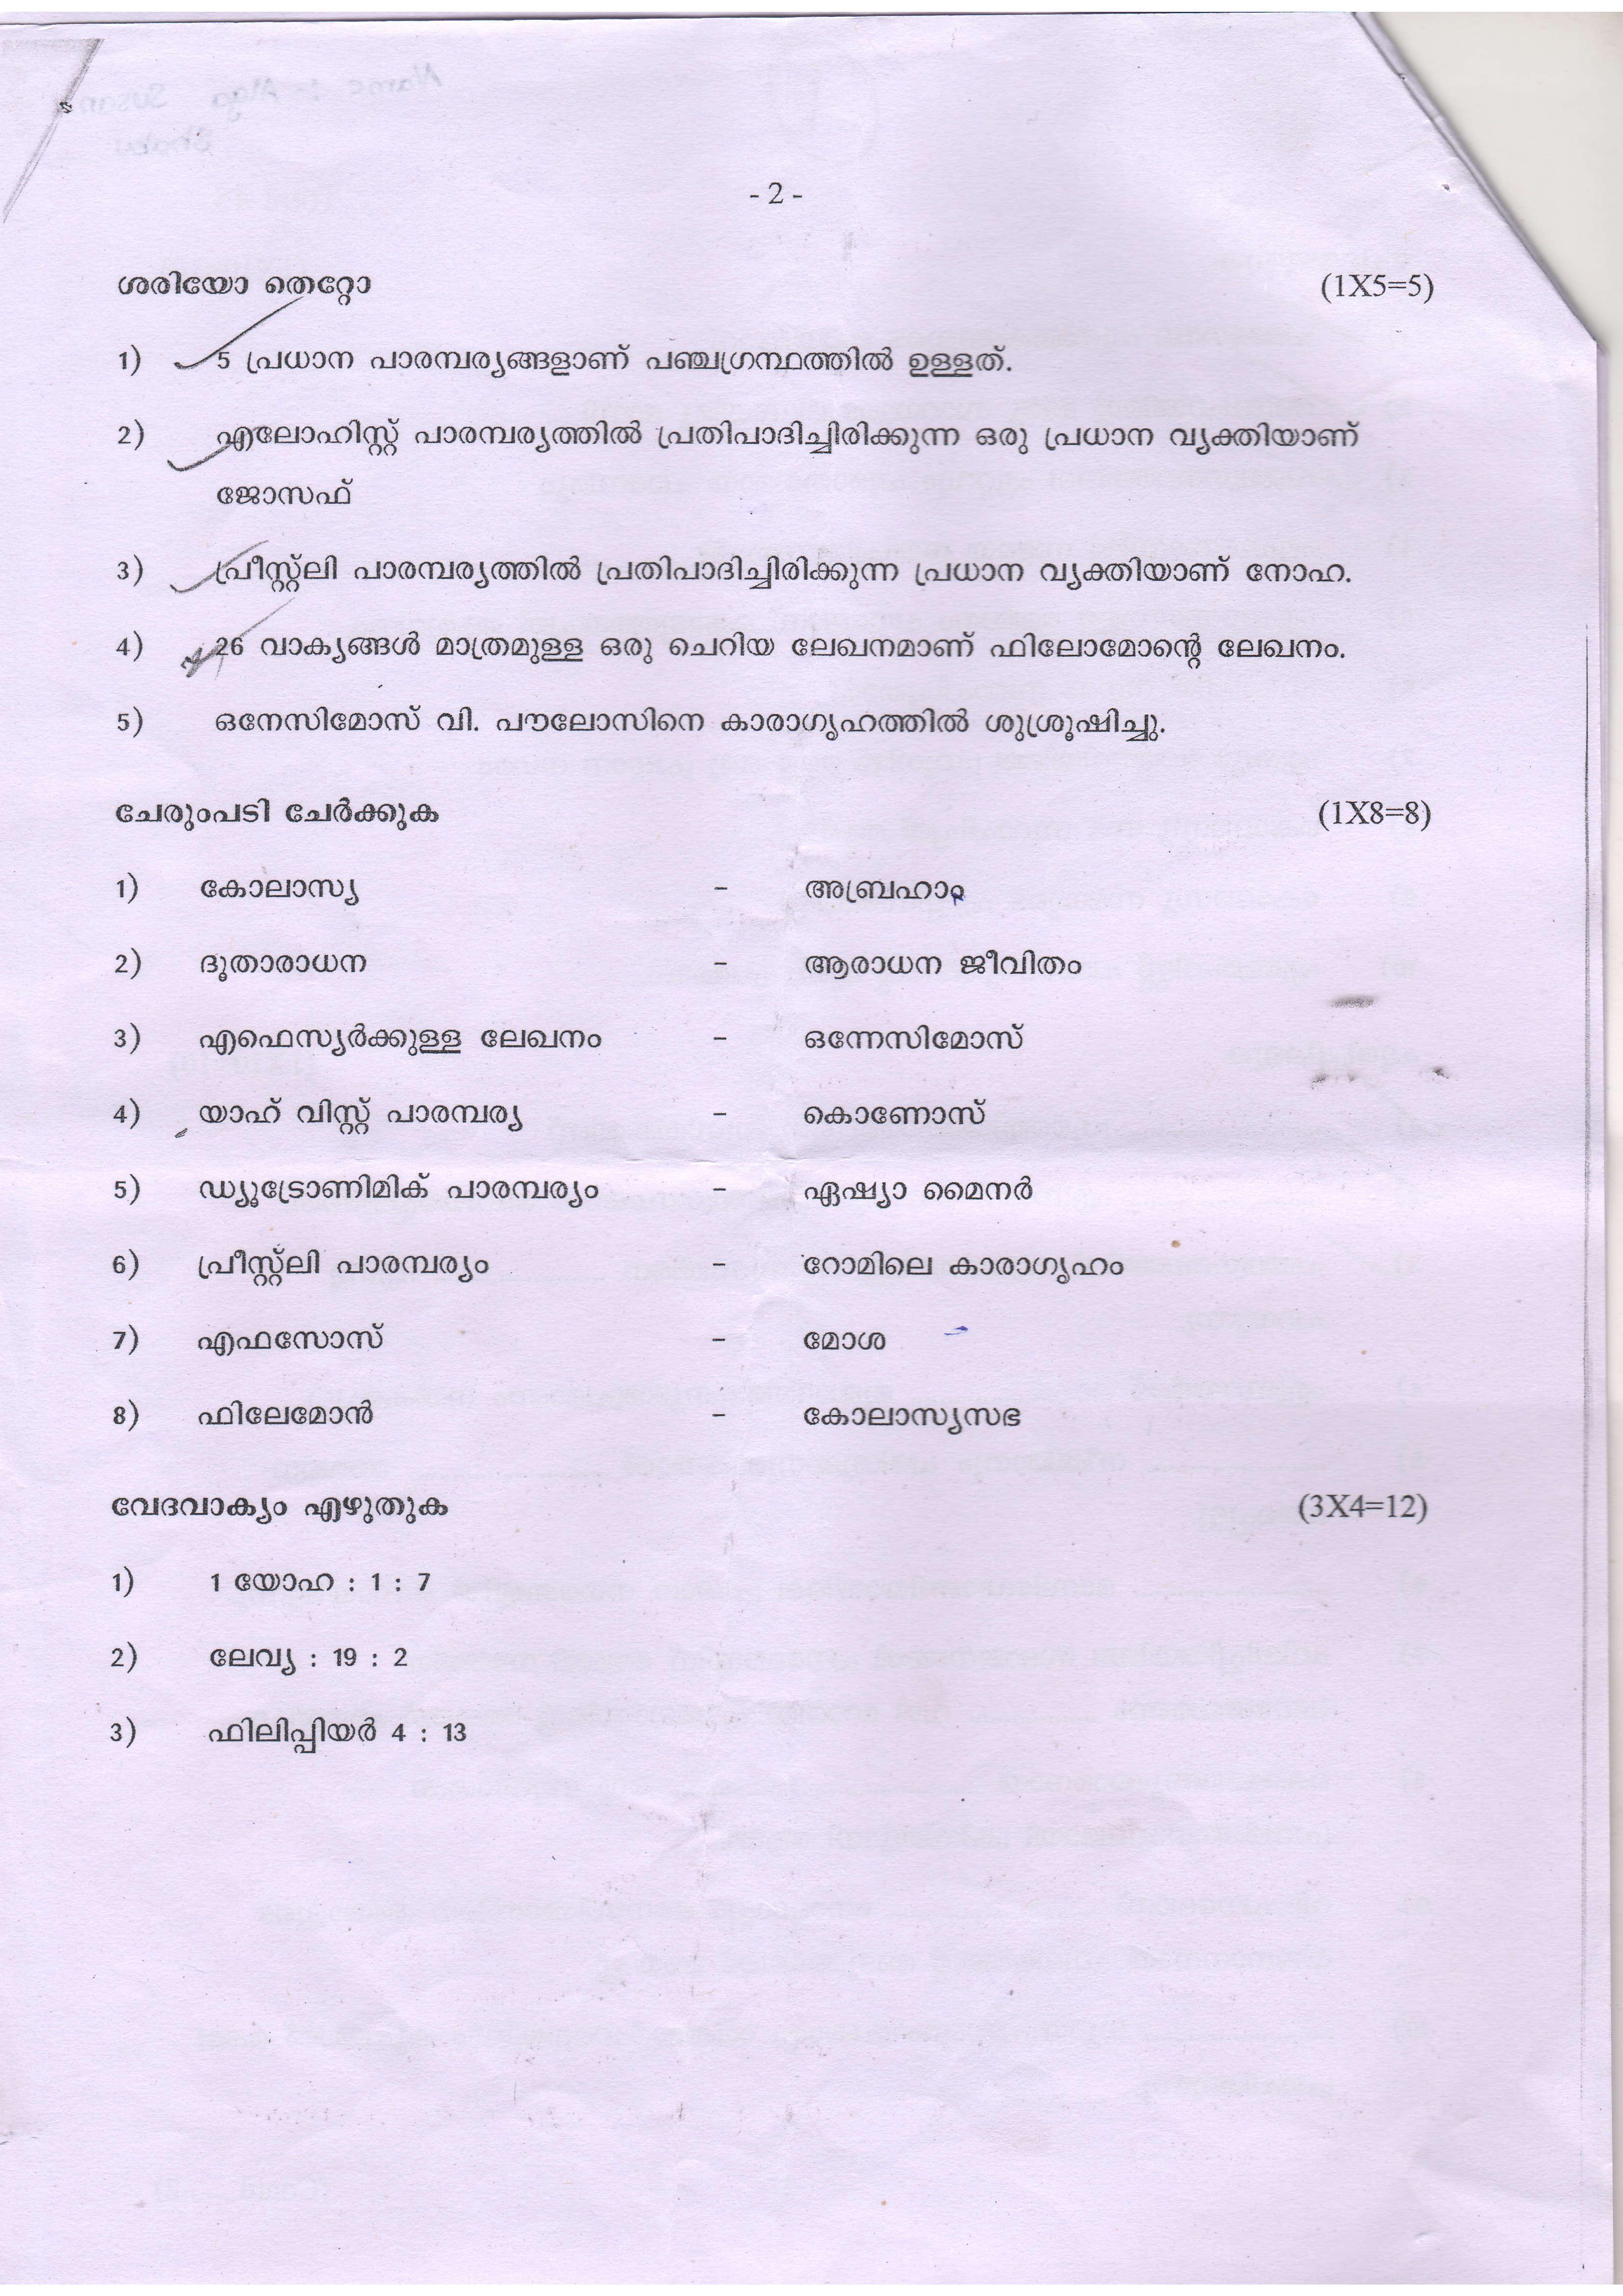 - 2 -
ശരിയോ തെറ്റോ (1X5=5)
1) 5 പ്രധാന പാരമ്പര്യങ്ങളാണ് പഞ്ചഗ്രന്ഥത്തിൽ ഉള്ളത്.
2) എലോഹിസ്റ്റ് പാരമ്പര്യത്തിൽ പ്രതിപാദിച്ചിരിക്കുന്ന ഒരു പ്രധാന വ്യക്തിയാണ്
ജോസഫ്
3) പ്രീസ്റ്റ്ലി പാരമ്പര്യത്തിൽ പ്രതിപാദിച്ചിരിക്കുന്ന പ്രധാന വ്യക്തിയാണ് നോഹ.
4) 26 വാക്യങ്ങൾ മാത്രമുള്ള ഒരു ചെറിയ ലേഖനമാണ് ഫിലോമോന്റെ ലേഖനം.
5) ഒനേസിമോസ് വി. പൗലോസിനെ കാരാഗൃഹത്തിൽ ശുശ്രൂഷിച്ചു.
ചേരുംപടി ചേർക്കുക (1X8=8)
1) കോലാസ്യ - അബ്രഹാം
2) ദൂതാരാധന - ആരാധന ജീവിതം
3) എഫെസ്യർക്കുള്ള ലേഖനം - ഒന്നേസിമോസ്
4) യാഹ് വിസ്റ്റ് പാരമ്പര്യ - കൊണോസ്
5) ഡ്യൂട്രോണിമിക് പാരമ്പര്യം - ഏഷ്യാ മൈനർ
6) പ്രീസ്റ്റ്ലി പാരമ്പര്യം - റോമിലെ കാരാഗൃഹം
7) എഫസോസ് - മോശ
8) ഫിലേമോൻ - കോലാസ്യസഭ
വേദവാക്യം എഴുതുക (3X4=12)
1) 1 യോഹ : 1 : 7
2) ലേവ്യ : 19 : 2
3) ഫിലിപ്പിയർ 4 : 13